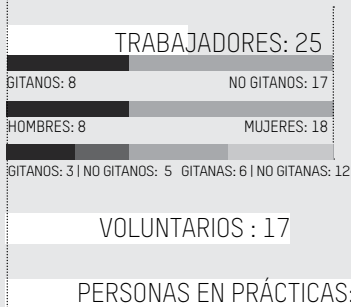 TRABAJADORES: 25
GITANOS: 8 NO GITANOS: 17
HOMBRES: 8 MUJERES: 18
GITANOS: 3 | NO GITANOS: 5 GITANAS: 6 | NO GITANAS: 12
VOLUNTARIOS : 17
PERSONAS EN PRÁCTICAS: